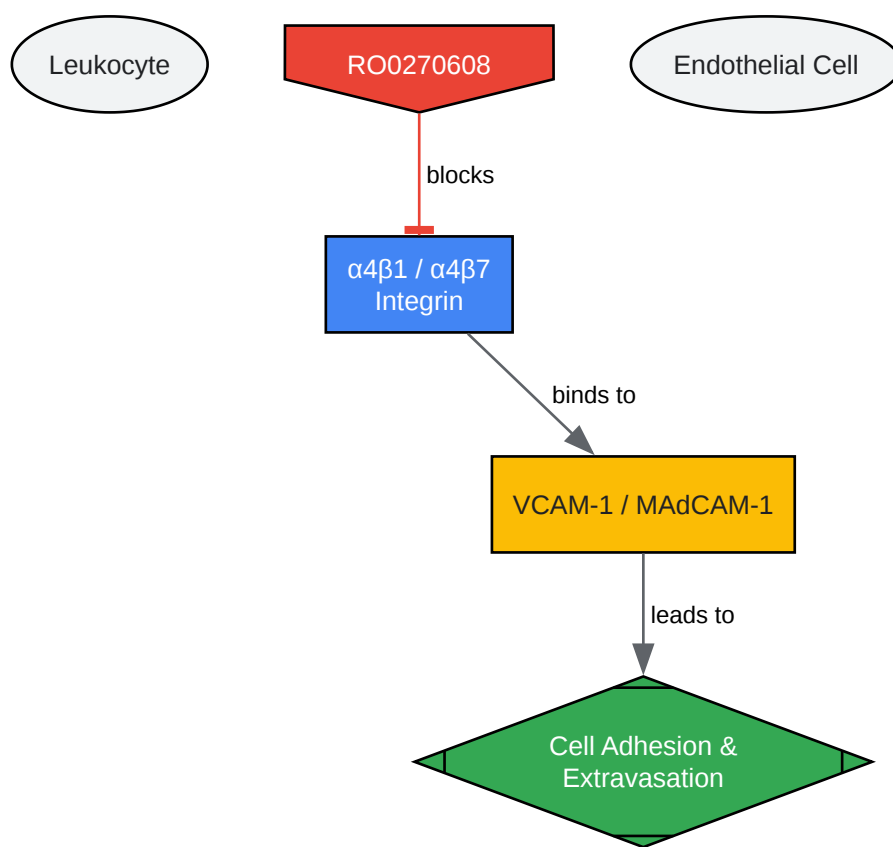 Leukocyte
RO0270608
Endothelial Cell
blocks
α4β1 / α4β7
Integrin
binds to
VCAM-1 / MAdCAM-1
leads to
Cell Adhesion &
Extravasation